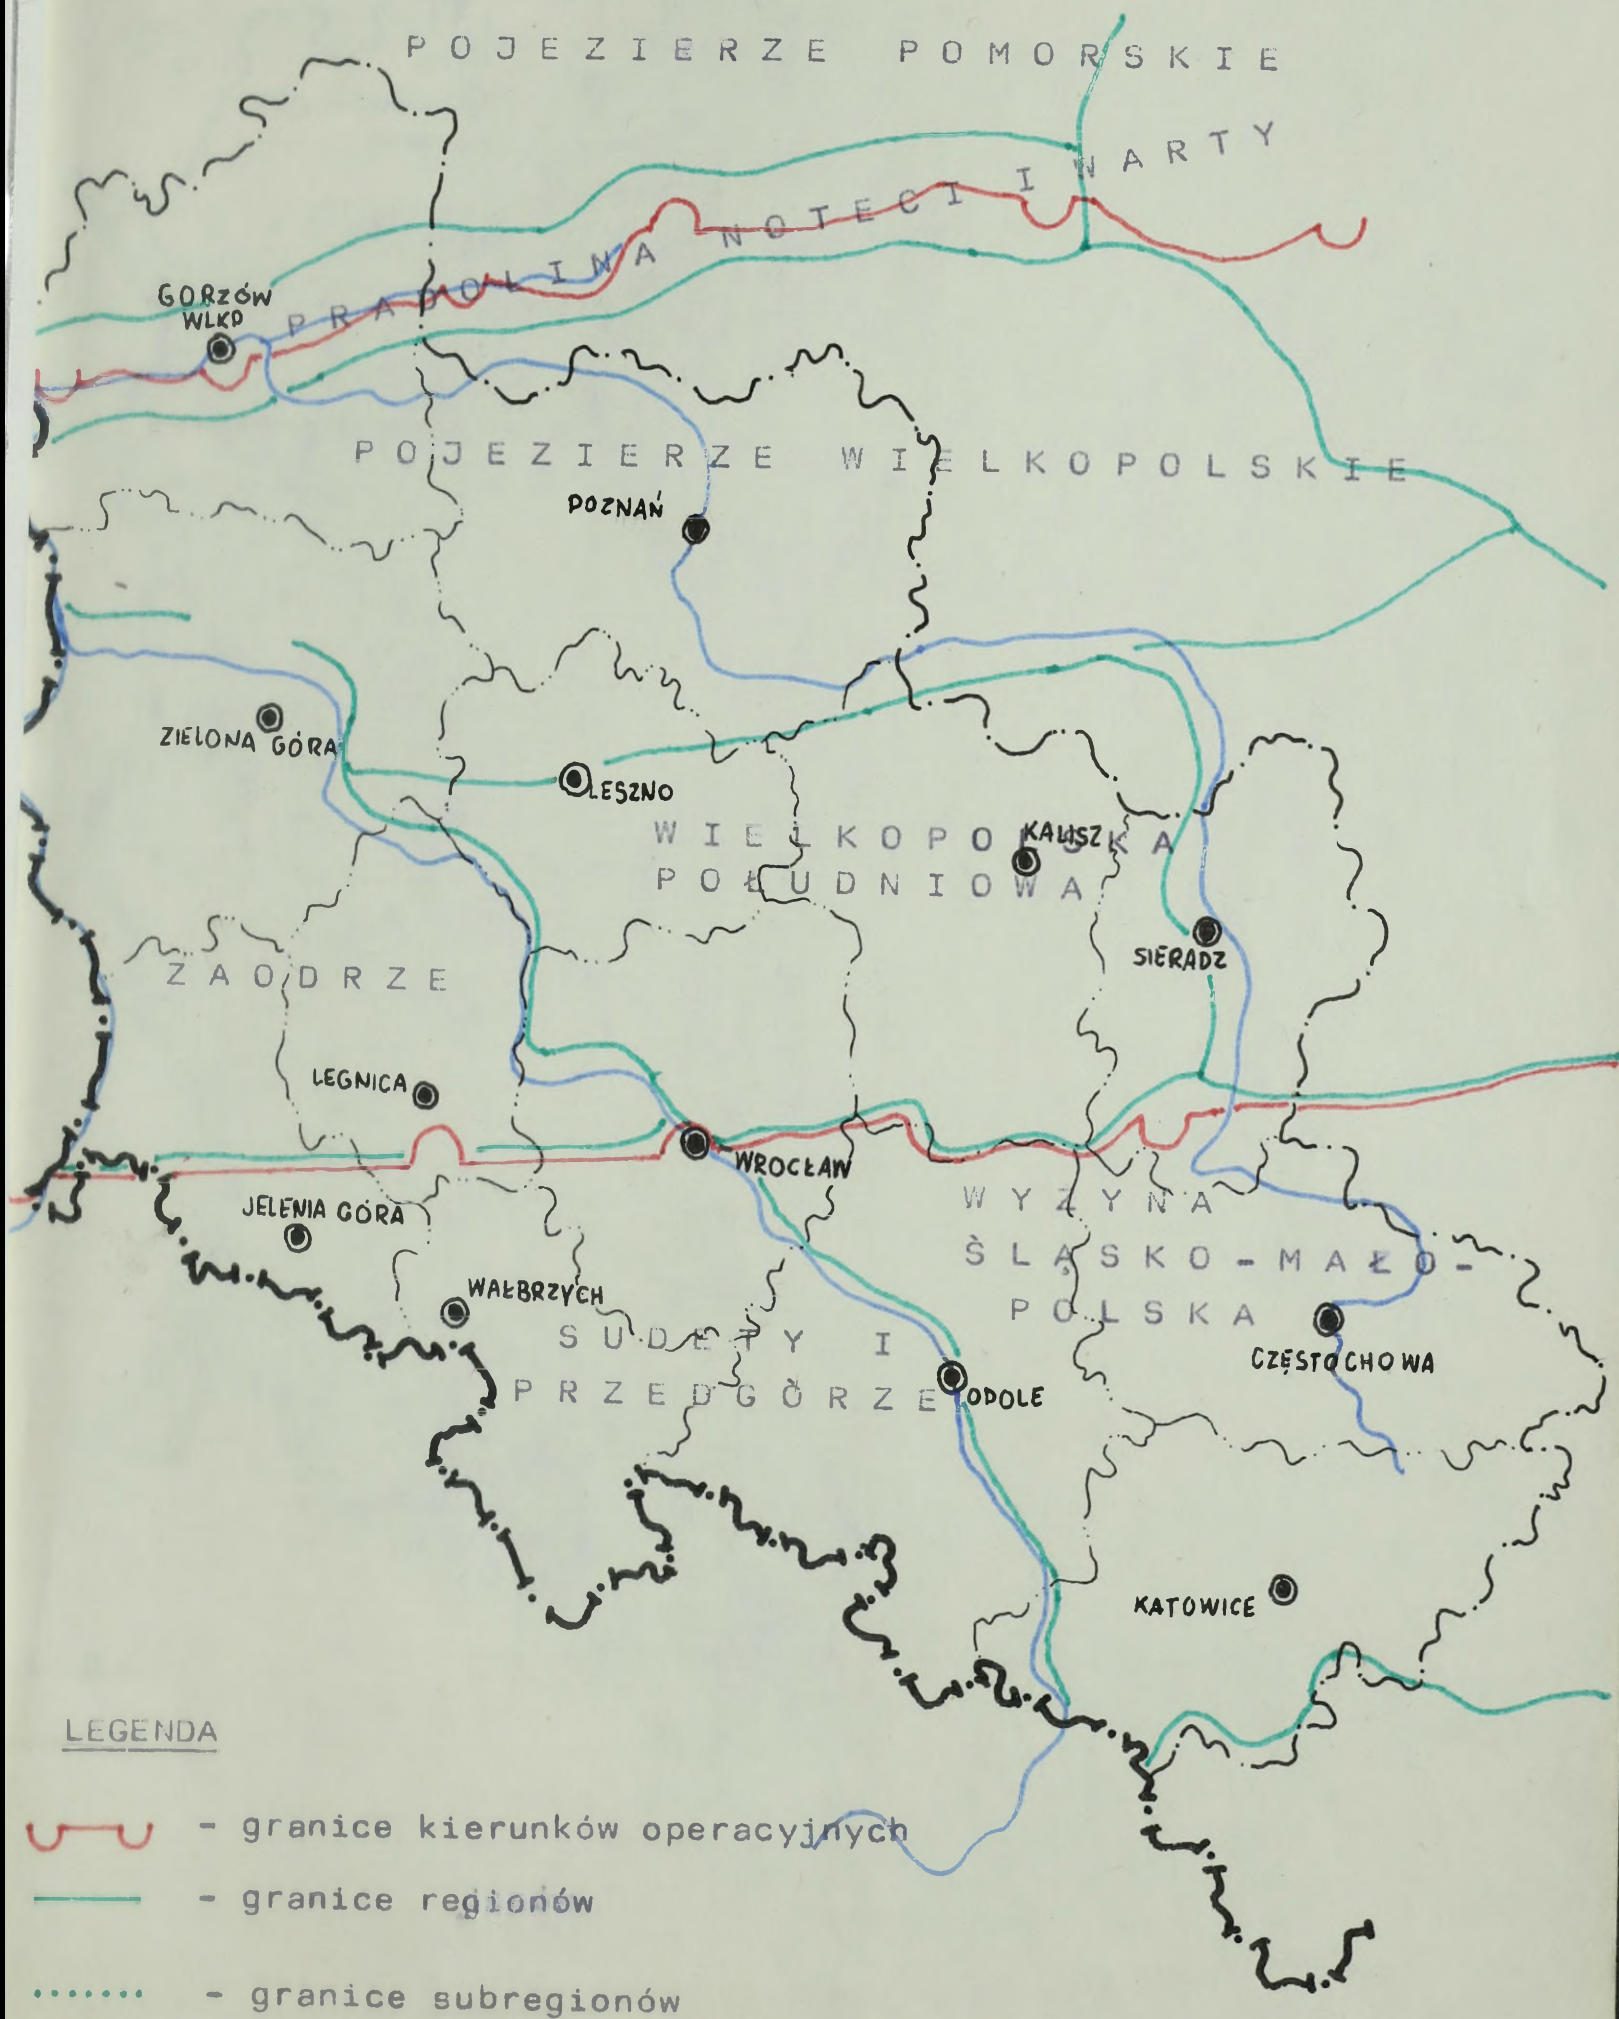 POJEZIERZE POMORSKIE
PRADOLINA NOTECI I WARTY
GORZÓW
WLKP
POJEZIERZE WIELKOPOLSKIE
POZNAŃ
ZIELONA GÓRA
LESZNO
WIELKOPOLSKA
POŁUDNIOWA
KALISZ
SIERADZ
ZAODRZE
LEGNICA
WROCŁAW
JELENIA GÓRA
WYZYNA
ŚLĄSKO-MAŁO-
POLSKA
WAŁBRZYCH
SUDETY I
PRZEDGÓRZE
OPOLE
CZĘSTOCHOWA
KATOWICE
LEGENDA
- granice kierunków operacyjnych
- granice regionów
- granice subregionów